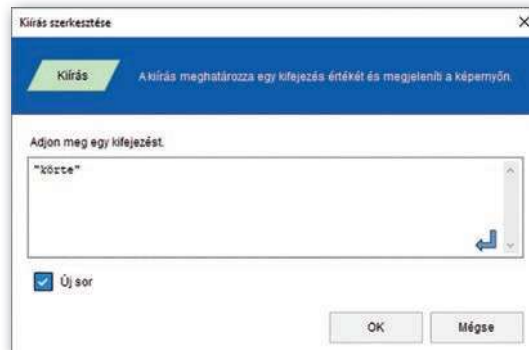 Kiírás szerkesztése
Kiírás
A kiírás meghatározza egy kifejezés értékét és megjeleníti a képernyőn.
Adjon meg egy kifejezést.
"körte"
Új sor
OK
Mégse